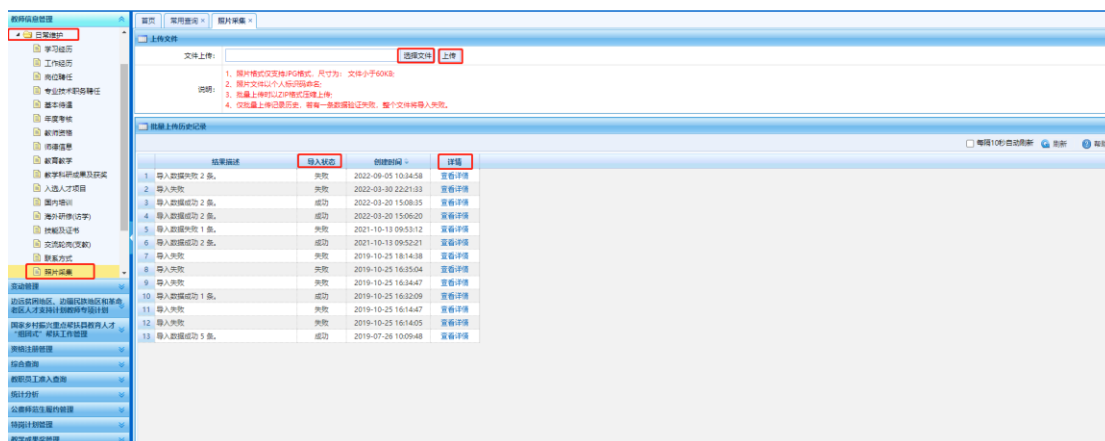 教师信息管理
日常维护
学习经历
工作经历
岗位聘任
专业技术职务聘任
基本待遇
年度考核
教师资格
师德信息
教育教学
教学科研成果及获奖
入选人才项目
国内培训
海外研修(访学)
技能及证书
交流轮岗(支教)
联系方式
照片采集
变动管理
边远贫困地区、边疆民族地区和革命
老区人才支持计划教师专项计划
国家乡村振兴重点帮扶县教育人才
“组团式”帮扶工作管理
资格注册管理
综合查询
教职员工准入查询
统计分析
公费师范生履约管理
特岗计划管理
教学成果奖管理
首页 常用查询 × 照片采集 ×
上传文件
文件上传: 选择文件 上传
说明:
1、照片格式仅支持JPG格式，尺寸为： 文件小于60KB;
2、照片文件以个人标识码命名;
3、批量上传时以ZIP格式压缩上传;
4、仅批量上传记录历史，若有一条数据验证失败，整个文件将导入失败。
批量上传历史记录
每隔10秒自动刷新 刷新 帮助
结果描述 导入状态 创建时间 详情
1 导入数据失败 2 条。 失败 2022-09-05 10:34:58 查看详情
2 导入失败 失败 2022-03-30 22:21:33 查看详情
3 导入数据成功 2 条。 成功 2022-03-20 15:08:35 查看详情
4 导入数据成功 2 条。 成功 2022-03-20 15:06:20 查看详情
5 导入数据失败 1 条。 失败 2021-10-13 09:53:12 查看详情
6 导入数据成功 2 条。 成功 2021-10-13 09:52:21 查看详情
7 导入失败 失败 2019-10-25 18:14:38 查看详情
8 导入失败 失败 2019-10-25 16:35:04 查看详情
9 导入失败 失败 2019-10-25 16:34:47 查看详情
10 导入数据成功 1 条。 成功 2019-10-25 16:32:09 查看详情
11 导入失败 失败 2019-10-25 16:14:47 查看详情
12 导入失败 失败 2019-10-25 16:14:05 查看详情
13 导入数据成功 5 条。 成功 2019-07-26 10:09:48 查看详情